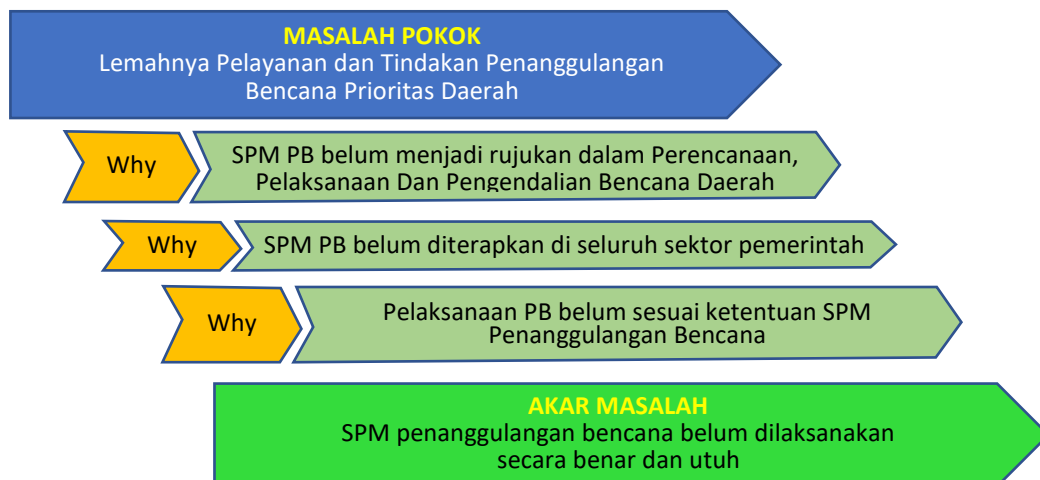 MASALAH POKOK
Lemahnya Pelayanan dan Tindakan Penanggulangan
Bencana Prioritas Daerah
Why
SPM PB belum menjadi rujukan dalam Perencanaan,
Pelaksanaan Dan Pengendalian Bencana Daerah
Why
SPM PB belum diterapkan di seluruh sektor pemerintah
Why
Pelaksanaan PB belum sesuai ketentuan SPM
Penanggulangan Bencana
AKAR MASALAH
SPM penanggulangan bencana belum dilaksanakan
secara benar dan utuh